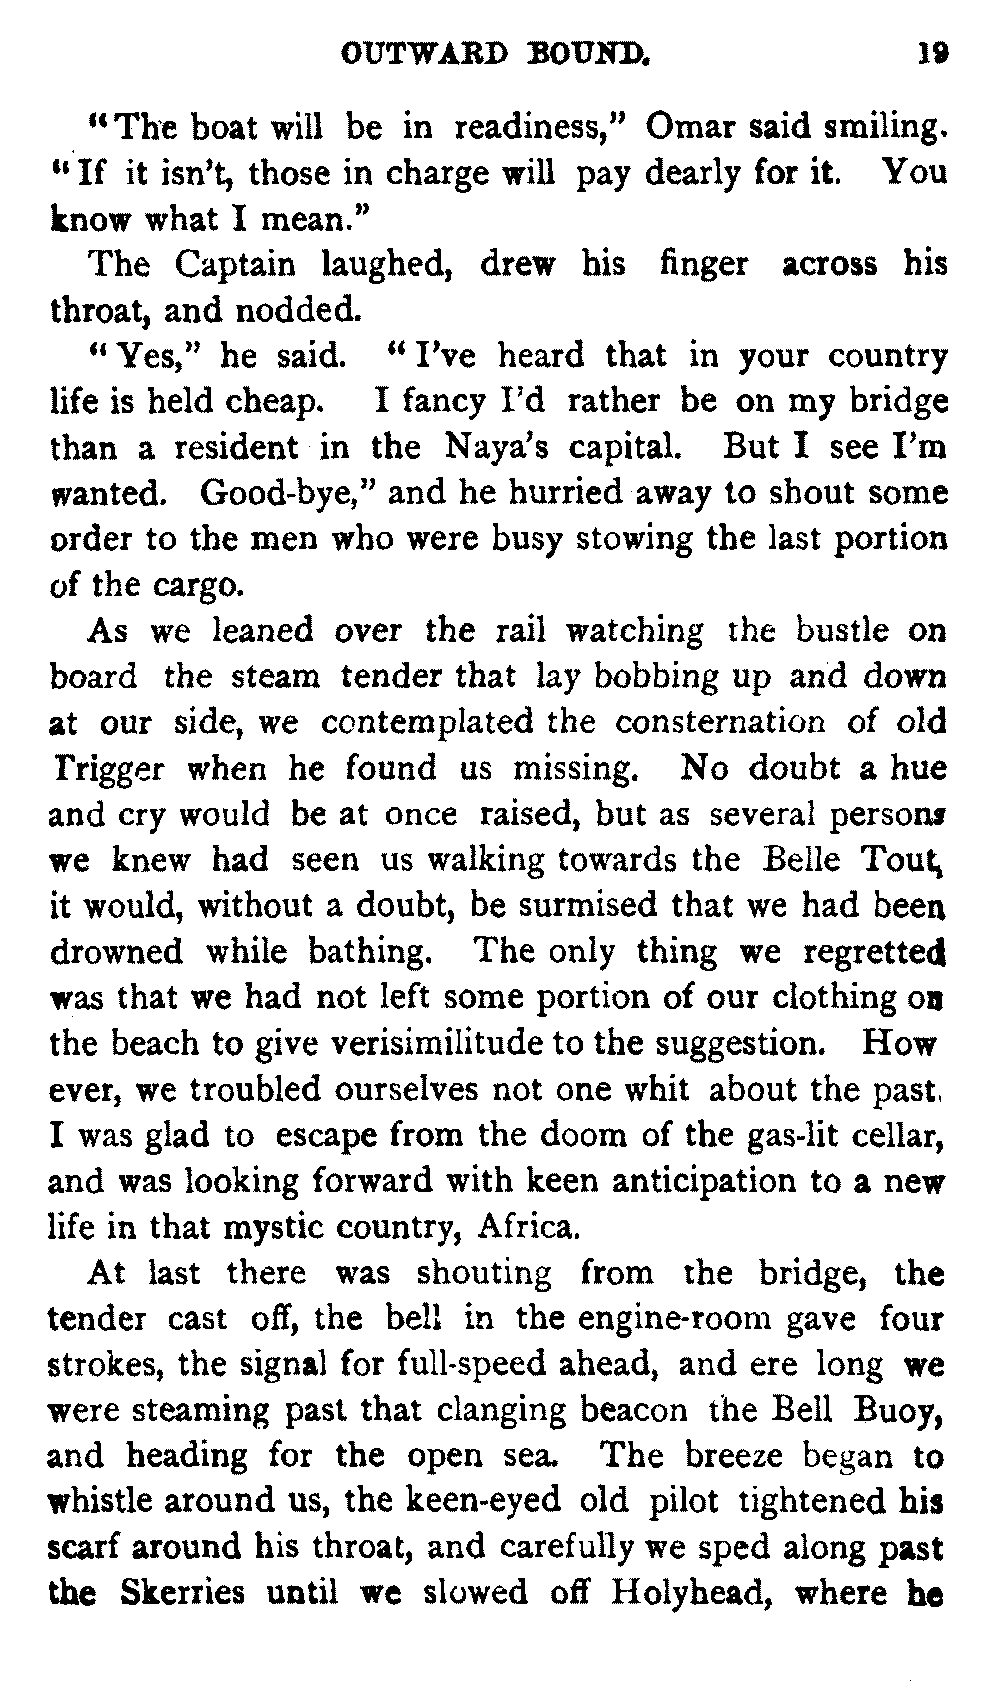 OUTWARD BOUND. 19
“The boat will be in readiness,” Omar said smiling.
“If it isn’t, those in charge will pay dearly for it. You
know what I mean.”
The Captain laughed, drew his finger across his
throat, and nodded.
“Yes,” he said. “I’ve heard that in your country
life is held cheap. I fancy I’d rather be on my bridge
than a resident in the Naya’s capital. But I see I’m
wanted. Good-bye,” and he hurried away to shout some
order to the men who were busy stowing the last portion
of the cargo.
As we leaned over the rail watching the bustle on
board the steam tender that lay bobbing up and down
at our side, we contemplated the consternation of old
Trigger when he found us missing. No doubt a hue
and cry would be at once raised, but as several persons
we knew had seen us walking towards the Belle Tout,
it would, without a doubt, be surmised that we had been
drowned while bathing. The only thing we regretted
was that we had not left some portion of our clothing on
the beach to give verisimilitude to the suggestion. How
ever, we troubled ourselves not one whit about the past.
I was glad to escape from the doom of the gas-lit cellar,
and was looking forward with keen anticipation to a new
life in that mystic country, Africa.
At last there was shouting from the bridge, the
tender cast off, the bell in the engine-room gave four
strokes, the signal for full-speed ahead, and ere long we
were steaming past that clanging beacon the Bell Buoy,
and heading for the open sea. The breeze began to
whistle around us, the keen-eyed old pilot tightened his
scarf around his throat, and carefully we sped along past
the Skerries until we slowed off Holyhead, where he